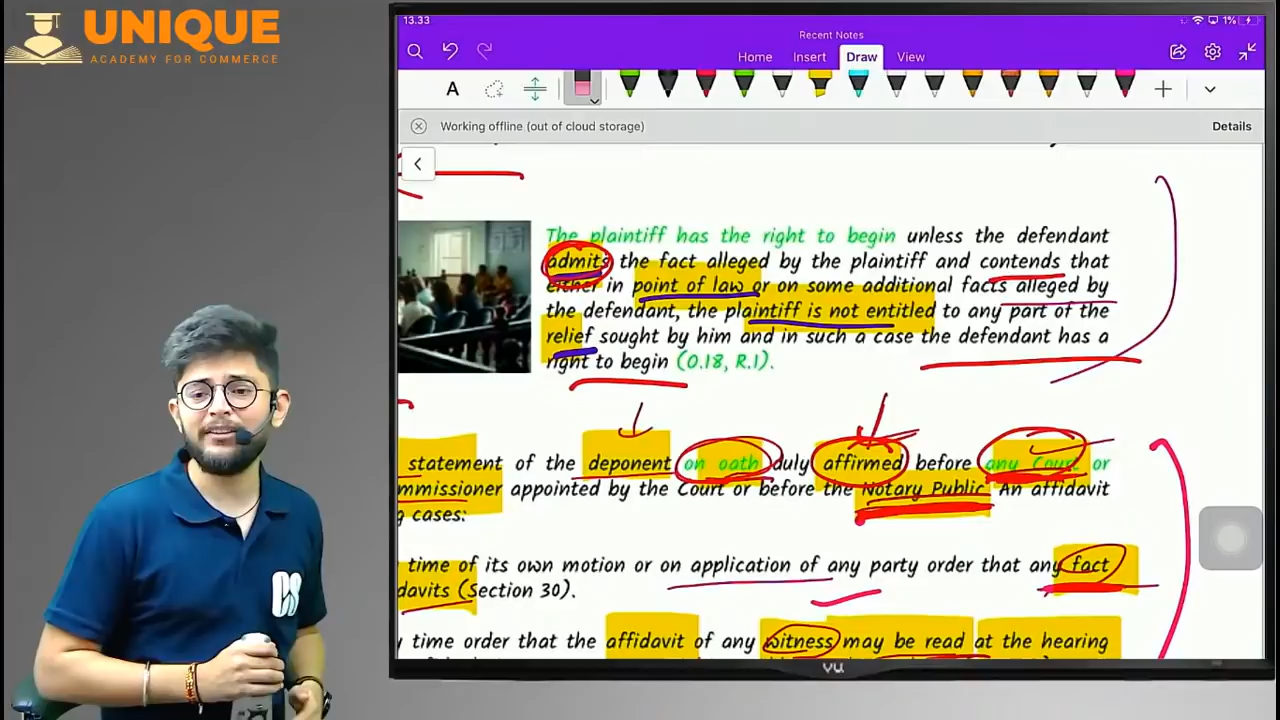 UNIQUE
ACADEMY FOR COMMERCE
13.33
1%
Recent Notes
Home Insert Draw View
A
Working offline (out of cloud storage)
Details
The plaintiff has the right to begin unless the defendant
admits the fact alleged by the plaintiff and contends that
either in point of law or on some additional facts alleged by
the defendant, the plaintiff is not entitled to any part of the
relief sought by him and in such a case the defendant has a
right to begin (O.18, R.1).
statement of the deponent on oath duly affirmed before any Court or
mmissioner appointed by the Court or before the Notary Public An affidavit
g cases:
time of its own motion or on application of any party order that any fact
davits (Section 30).
y time order that the affidavit of any witness may be read at the hearing
CS
VU